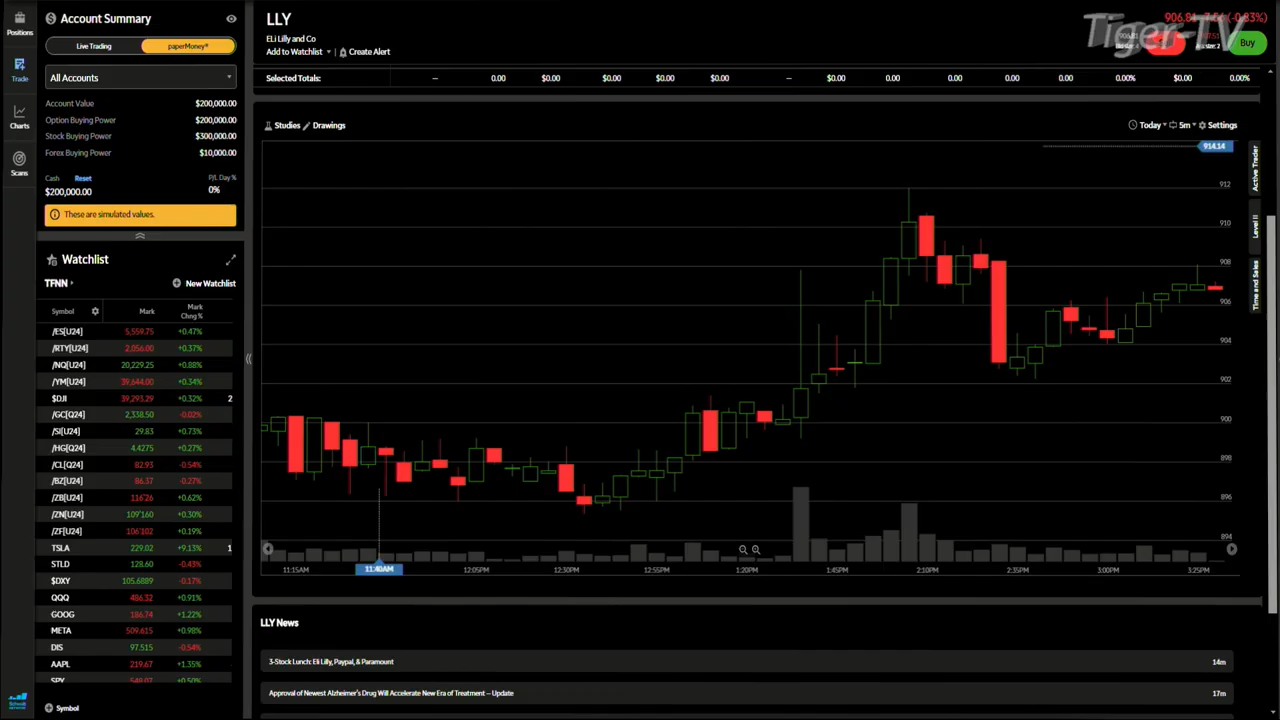 Positions
Trade
Charts
Scans
Account Summary
Live Trading
paperMoney®
All Accounts
Account Value $200,000.00
Option Buying Power $200,000.00
Stock Buying Power $300,000.00
Forex Buying Power $10,000.00
Cash Reset P/L Day %
$200,000.00 0%
These are simulated values.
Watchlist
TFNN New Watchlist
Symbol Mark Mark Chng %
/ES[U24] 5,559.75 +0.47%
/RTY[U24] 2,056.00 +0.37%
/NQ[U24] 20,229.25 +0.88%
/YM[U24] 39,644.00 +0.34%
$DJI 39,293.29 +0.32% 2
/GC[Q24] 2,338.50 -0.02%
/SI[U24] 29.83 +0.73%
/HG[Q24] 4.4275 +0.27%
/CL[Q24] 82.93 -0.54%
/BZ[U24] 86.37 -0.27%
/ZB[U24] 116'26 +0.62%
/ZN[U24] 109'160 +0.30%
/ZF[U24] 106'102 +0.19%
TSLA 229.02 +9.13% 1
STLD 128.60 -0.43%
$DXY 105.6889 -0.17%
QQQ 486.32 +0.91%
GOOG 186.74 +1.22%
META 509.615 +0.98%
DIS 97.515 -0.54%
AAPL 219.67 +1.35%
SPY 548.07 +0.50%
Symbol
LLY
ELi Lilly and Co
Add to Watchlist Create Alert
906.81 -7.56 (-0.83%)
Tiger-TV
Buy
Selected Totals: -- 0.00 $0.00 $0.00 $0.00 $0.00 -- $0.00 0.00 0.00 0.00 0.00 0.00% $0.00 0.00%
Studies Drawings
Today 5m Settings
914.14
912
910
908
906
904
902
900
898
896
894
11:15AM 11:40AM 12:05PM 12:30PM 12:55PM 1:20PM 1:45PM 2:10PM 2:35PM 3:00PM 3:25PM
Active Trader
Level II
Time and Sales
LLY News
3-Stock Lunch: Eli Lilly, Paypal, & Paramount 14m
Approval of Newest Alzheimer's Drug Will Accelerate New Era of Treatment -- Update 17m